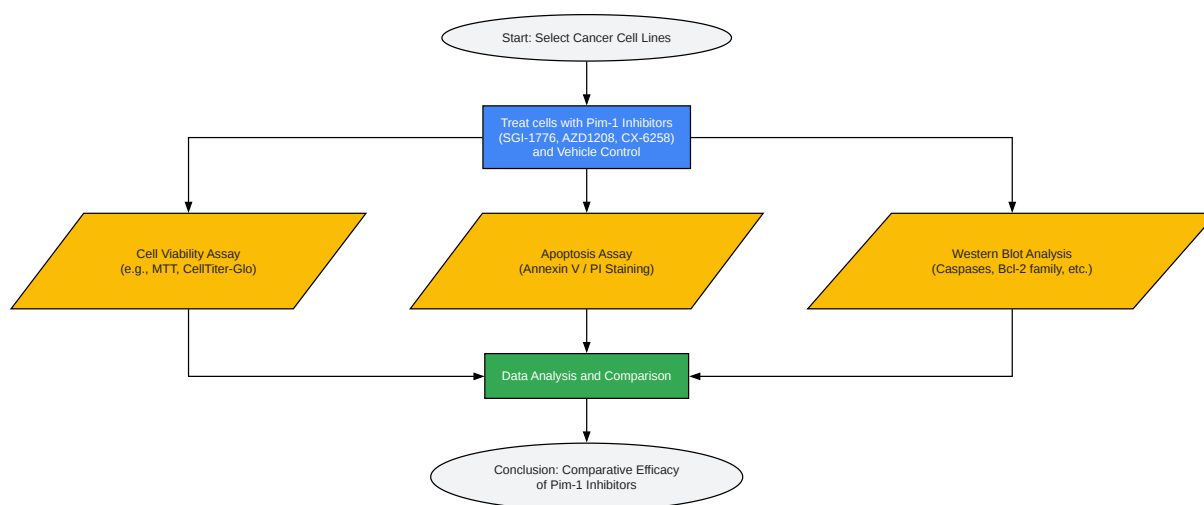 Start: Select Cancer Cell Lines
Treat cells with Pim-1 Inhibitors
(SGI-1776, AZD1208, CX-6258)
and Vehicle Control
Cell Viability Assay
(e.g., MTT, CellTiter-Glo)
Apoptosis Assay
(Annexin V / PI Staining)
Western Blot Analysis
(Caspases, Bcl-2 family, etc.)
Data Analysis and Comparison
Conclusion: Comparative Efficacy
of Pim-1 Inhibitors